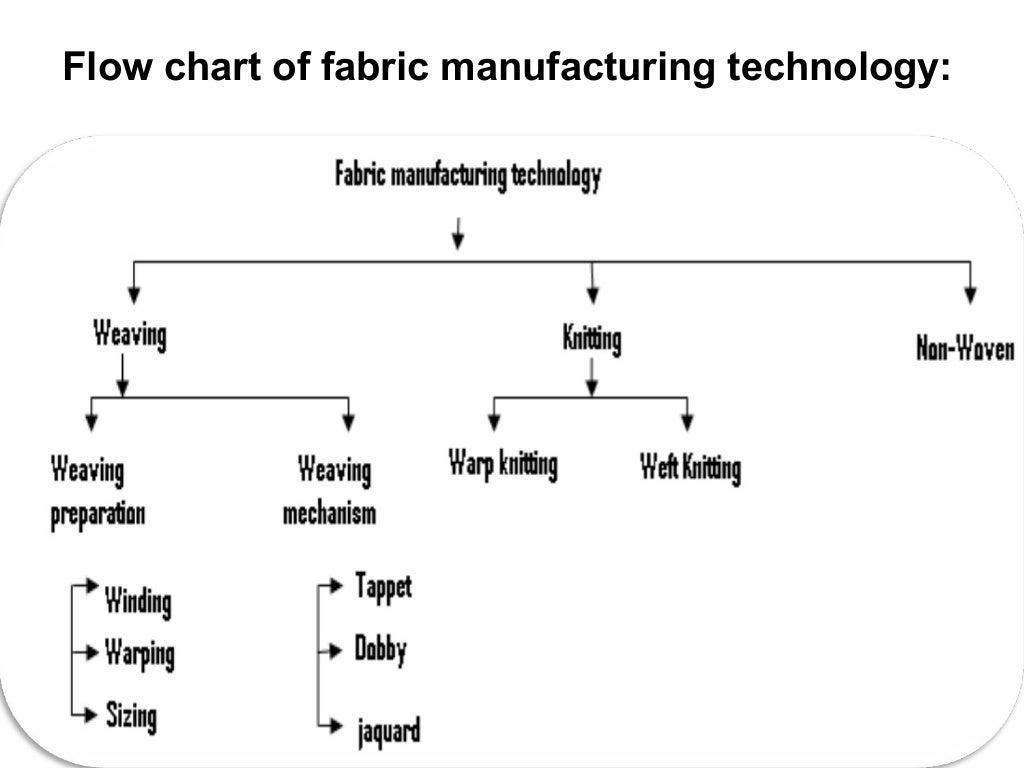 Flow chart of fabric manufacturing technology:
Fabric manufacturing technology
Weaving
Knitting
Non-Woven
Weaving
preparation
Weaving
mechanism
Warp knitting
Weft Knitting
Winding
Warping
Sizing
Tappet
Dobby
jaquard